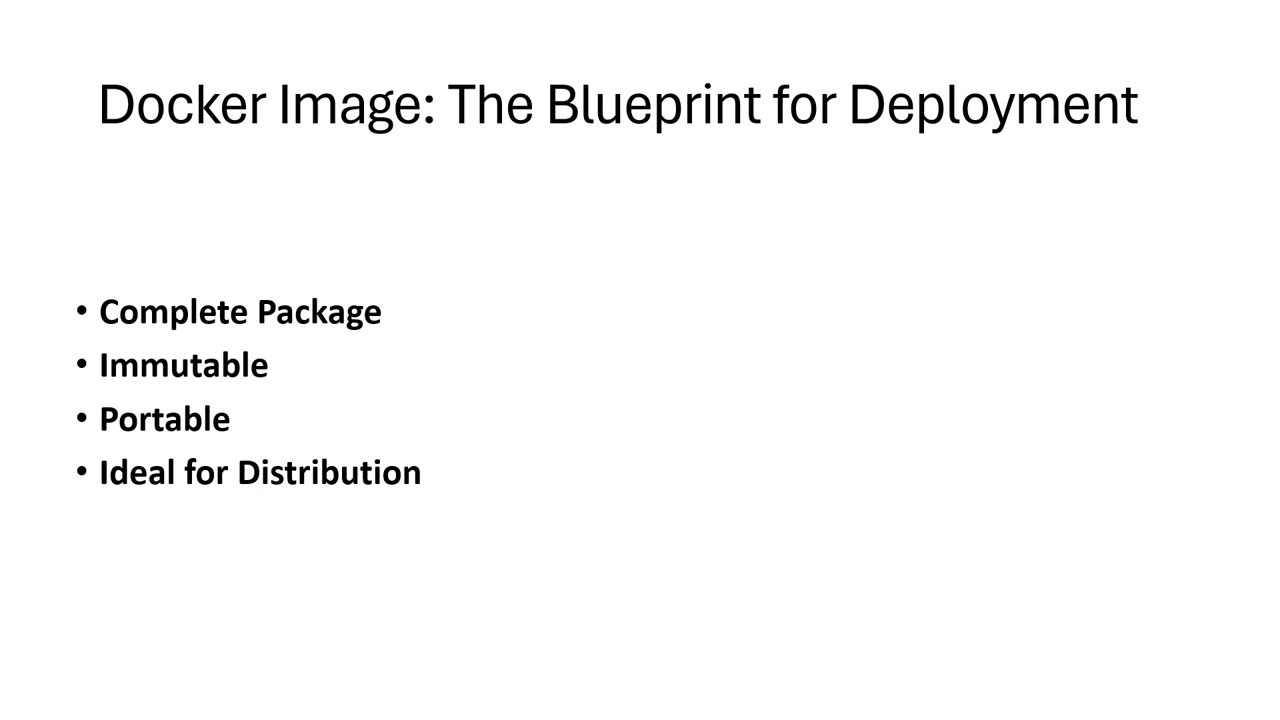 Docker Image: The Blueprint for Deployment
• Complete Package
• Immutable
• Portable
• Ideal for Distribution